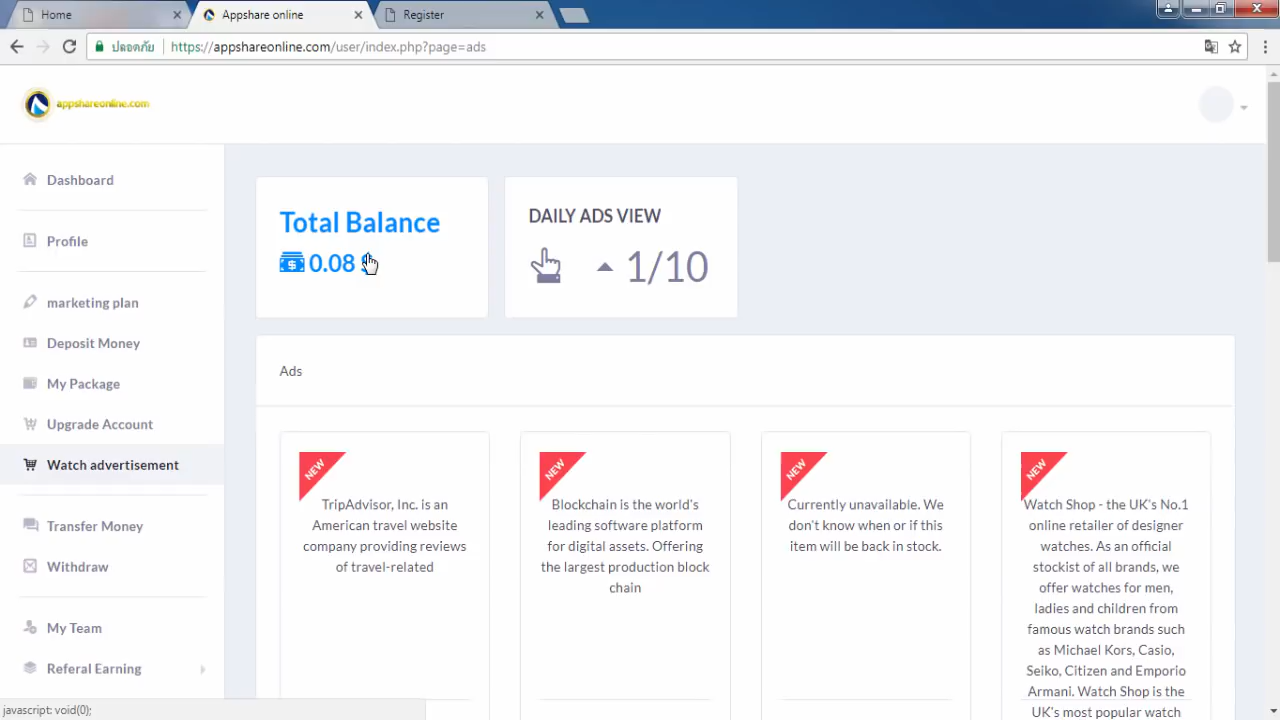 Home
Appshare online
Register
ปลอดภัย
https://appshareonline.com/user/index.php?page=ads
appshareonline.com
Dashboard
Profile
marketing plan
Deposit Money
My Package
Upgrade Account
Watch advertisement
Transfer Money
Withdraw
My Team
Referal Earning
Total Balance
0.08
DAILY ADS VIEW
1/10
Ads
NEW
TripAdvisor, Inc. is an
American travel website
company providing reviews
of travel-related
NEW
Blockchain is the world's
leading software platform
for digital assets. Offering
the largest production block
chain
NEW
Currently unavailable. We
don't know when or if this
item will be back in stock.
NEW
Watch Shop - the UK's No.1
online retailer of designer
watches. As an official
stockist of all brands, we
offer watches for men,
ladies and children from
famous watch brands such
as Michael Kors, Casio,
Seiko, Citizen and Emporio
Armani. Watch Shop is the
UK's most popular watch
javascript: void(0);